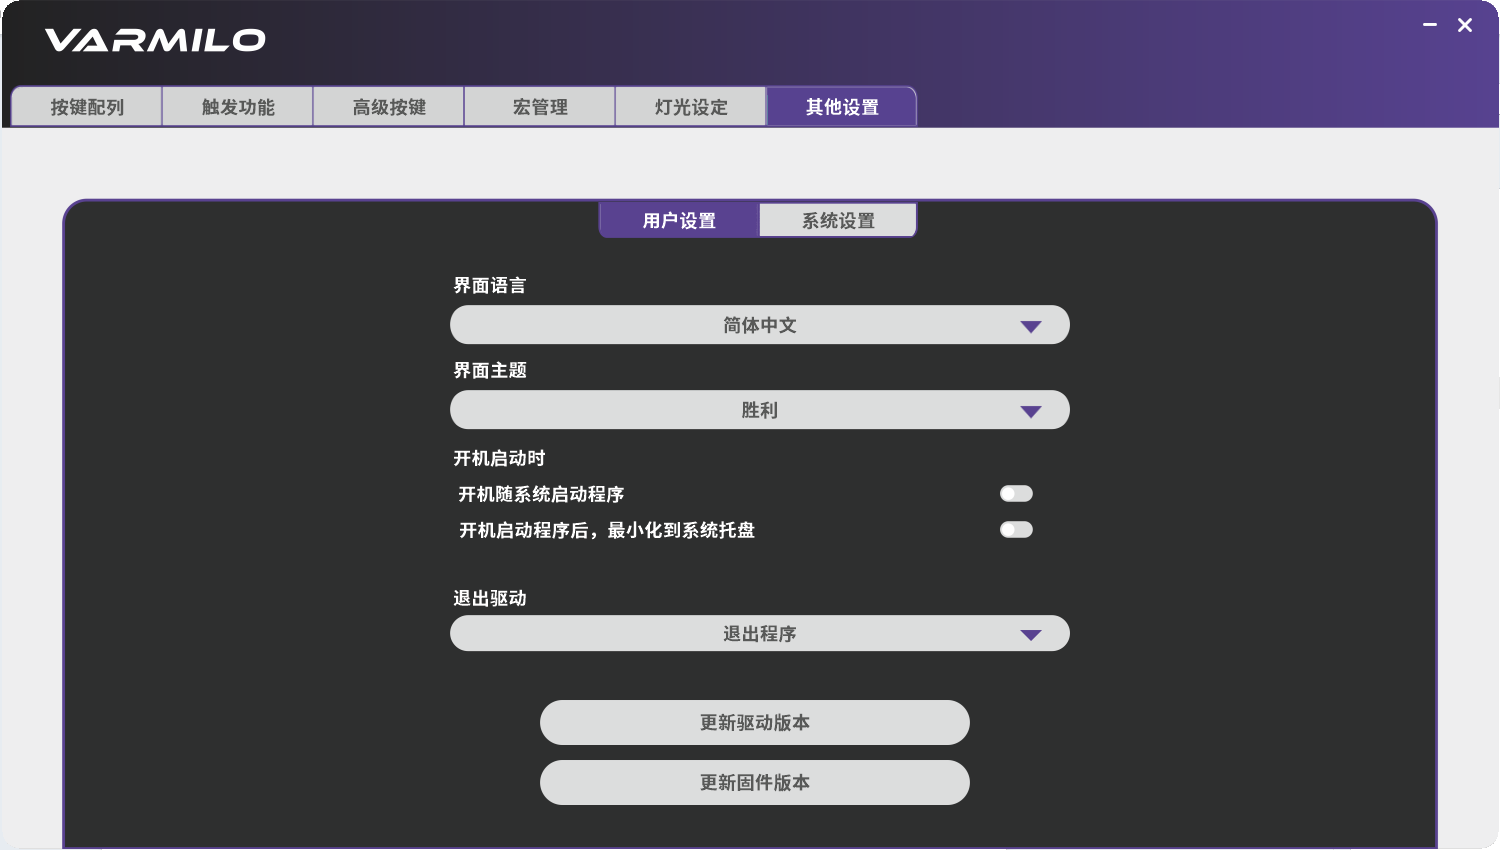 VARMILO
按键配列 触发功能 高级按键 宏管理 灯光设定 其他设置
用户设置 系统设置
界面语言
简体中文
界面主题
胜利
开机启动时
开机随系统启动程序
开机启动程序后，最小化到系统托盘
退出驱动
退出程序
更新驱动版本
更新固件版本